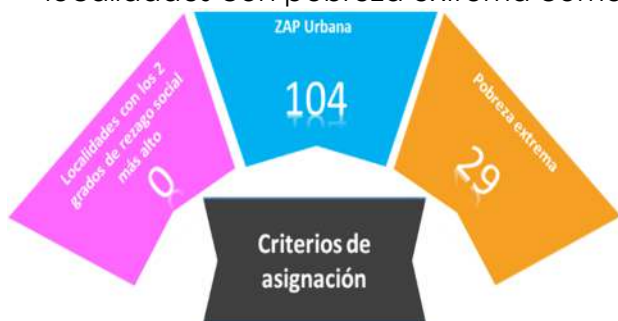 localidades con pobreza extrema como
Localidades con los 2
grados de rezago social
más alto
0
ZAP Urbana
104
Pobreza extrema
29
Criterios de
asignación